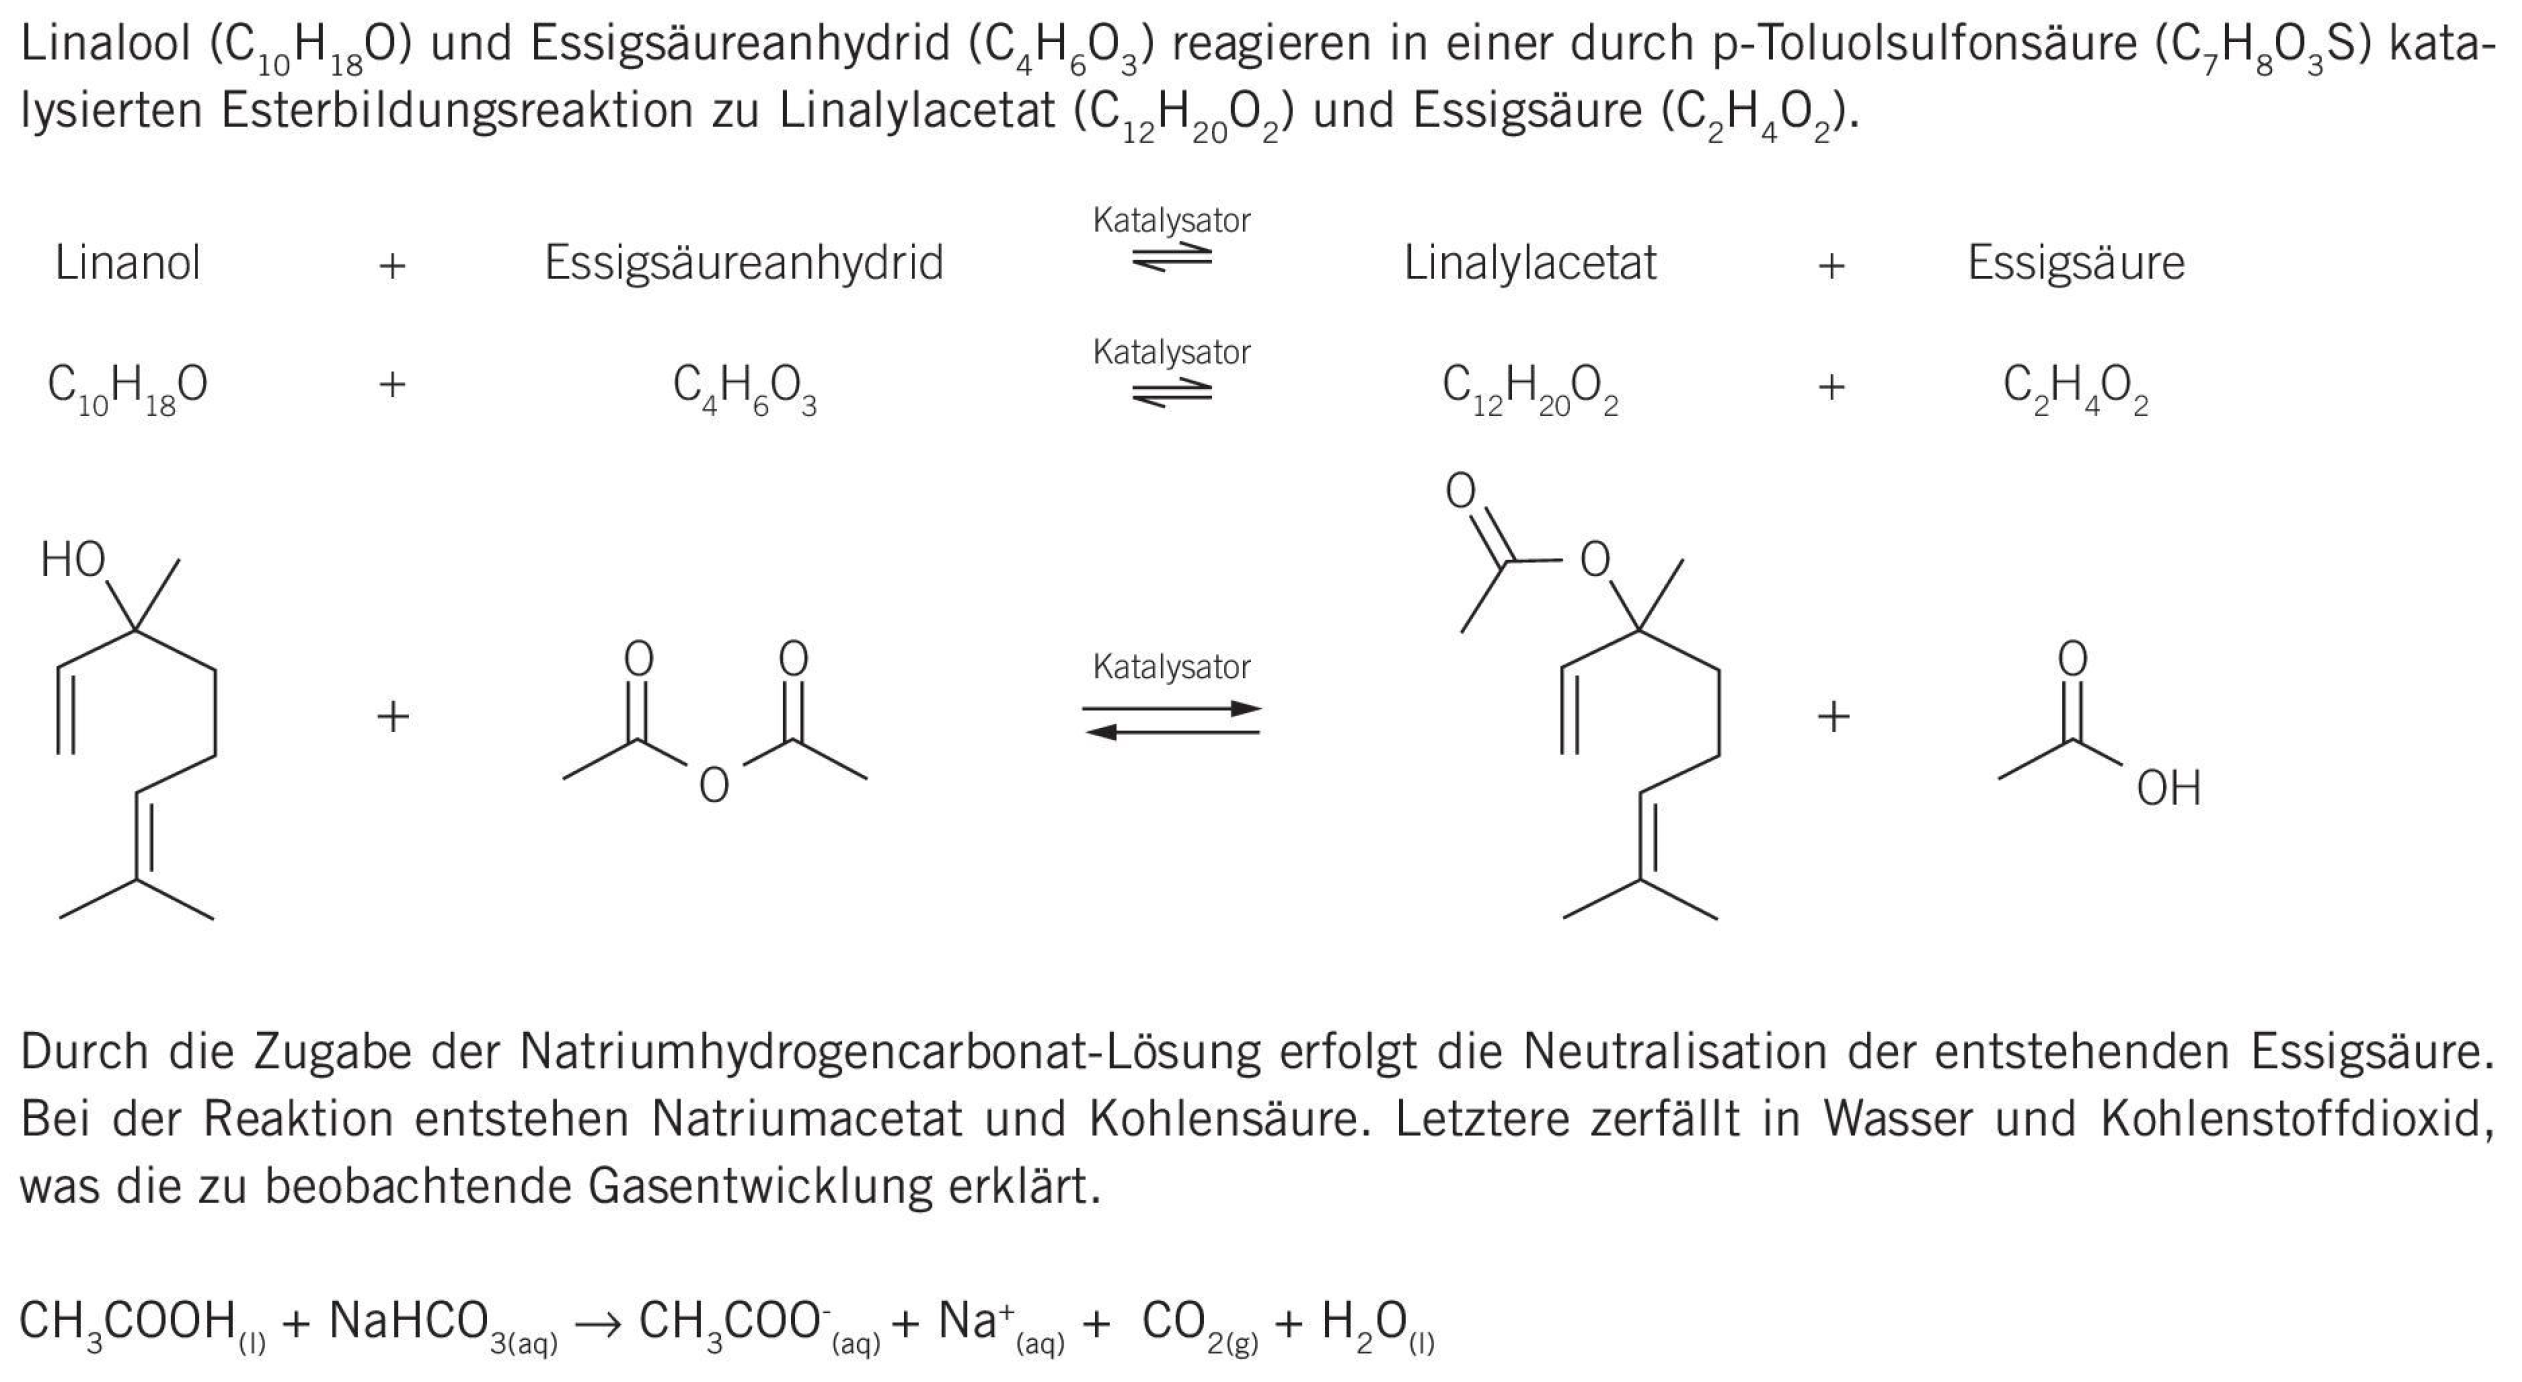 Linalool (C₁₀H₁₈O) und Essigsäureanhydrid (C₄H₆O₃) reagieren in einer durch p-Toluolsulfonsäure (C₇H₈O₃S) kata-
lysierten Esterbildungsreaktion zu Linalylacetat (C₁₂H₂₀O₂) und Essigsäure (C₂H₄O₂).
Katalysator
Linanol + Essigsäureanhydrid ⇌ Linalylacetat + Essigsäure
Katalysator
C₁₀H₁₈O + C₄H₆O₃ ⇌ C₁₂H₂₀O₂ + C₂H₄O₂
O
HO O
O O Katalysator O
+ ⇌ +
O OH
Durch die Zugabe der Natriumhydrogencarbonat-Lösung erfolgt die Neutralisation der entstehenden Essigsäure.
Bei der Reaktion entstehen Natriumacetat und Kohlensäure. Letztere zerfällt in Wasser und Kohlenstoffdioxid,
was die zu beobachtende Gasentwicklung erklärt.
CH₃COOH₍l₎ + NaHCO₃₍aq₎ → CH₃COO⁻₍aq₎ + Na⁺₍aq₎ + CO₂₍g₎ + H₂O₍l₎